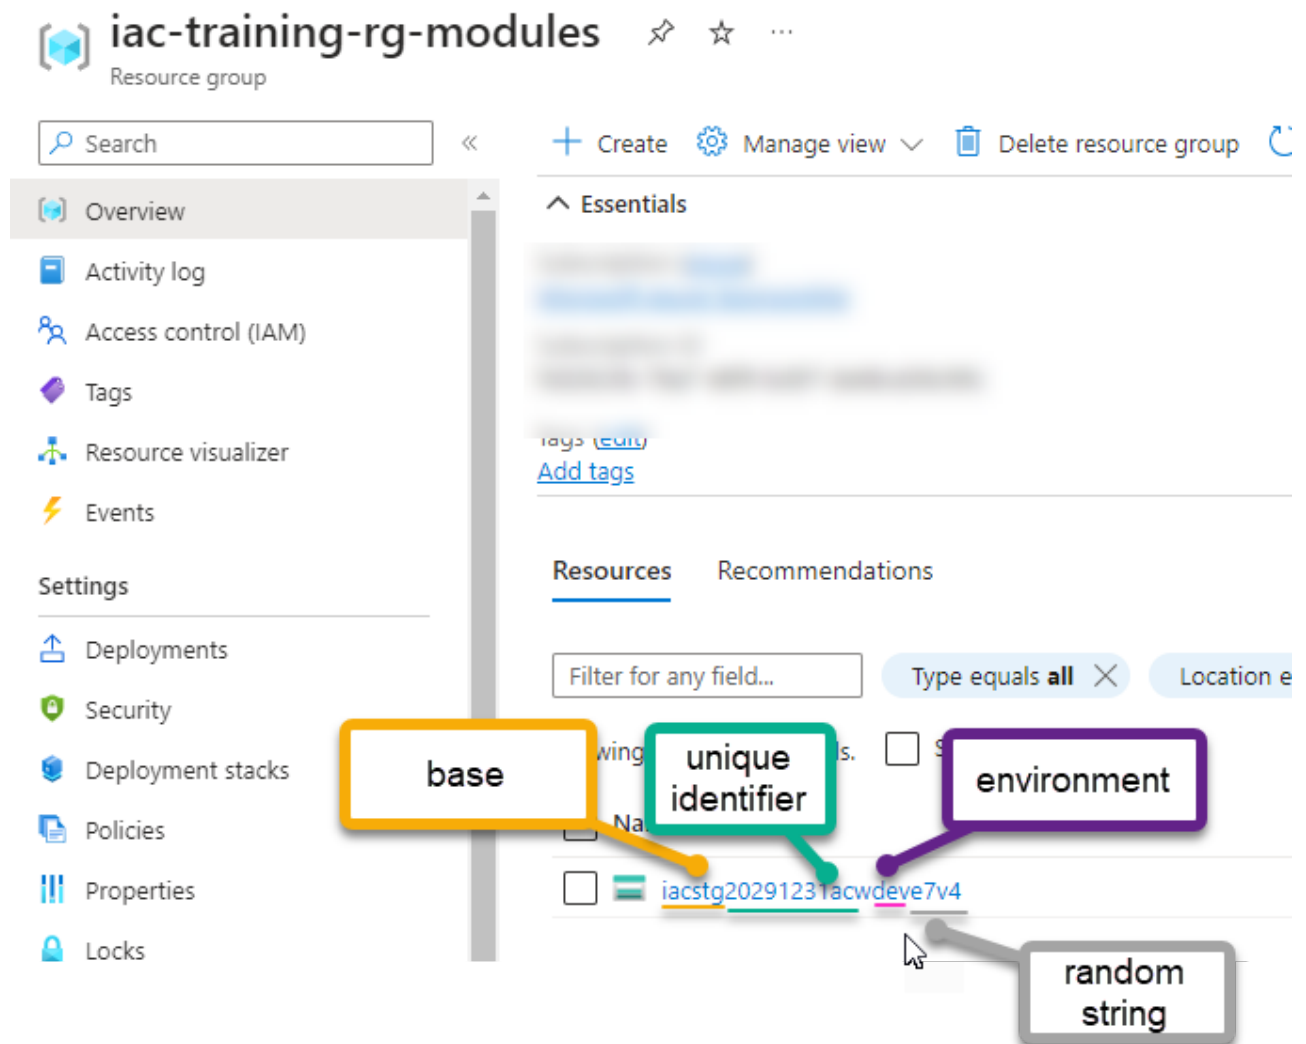 iac-training-rg-modules
Resource group
Search
Create
Manage view
Delete resource group
Overview
Activity log
Access control (IAM)
Tags
Resource visualizer
Events
Settings
Deployments
Security
Deployment stacks
Policies
Properties
Locks
Essentials
Tags (edit)
Add tags
Resources Recommendations
Filter for any field...
Type equals all
Location e
base
unique
identifier
environment
iacstg20291231acwdeve7v4
random
string